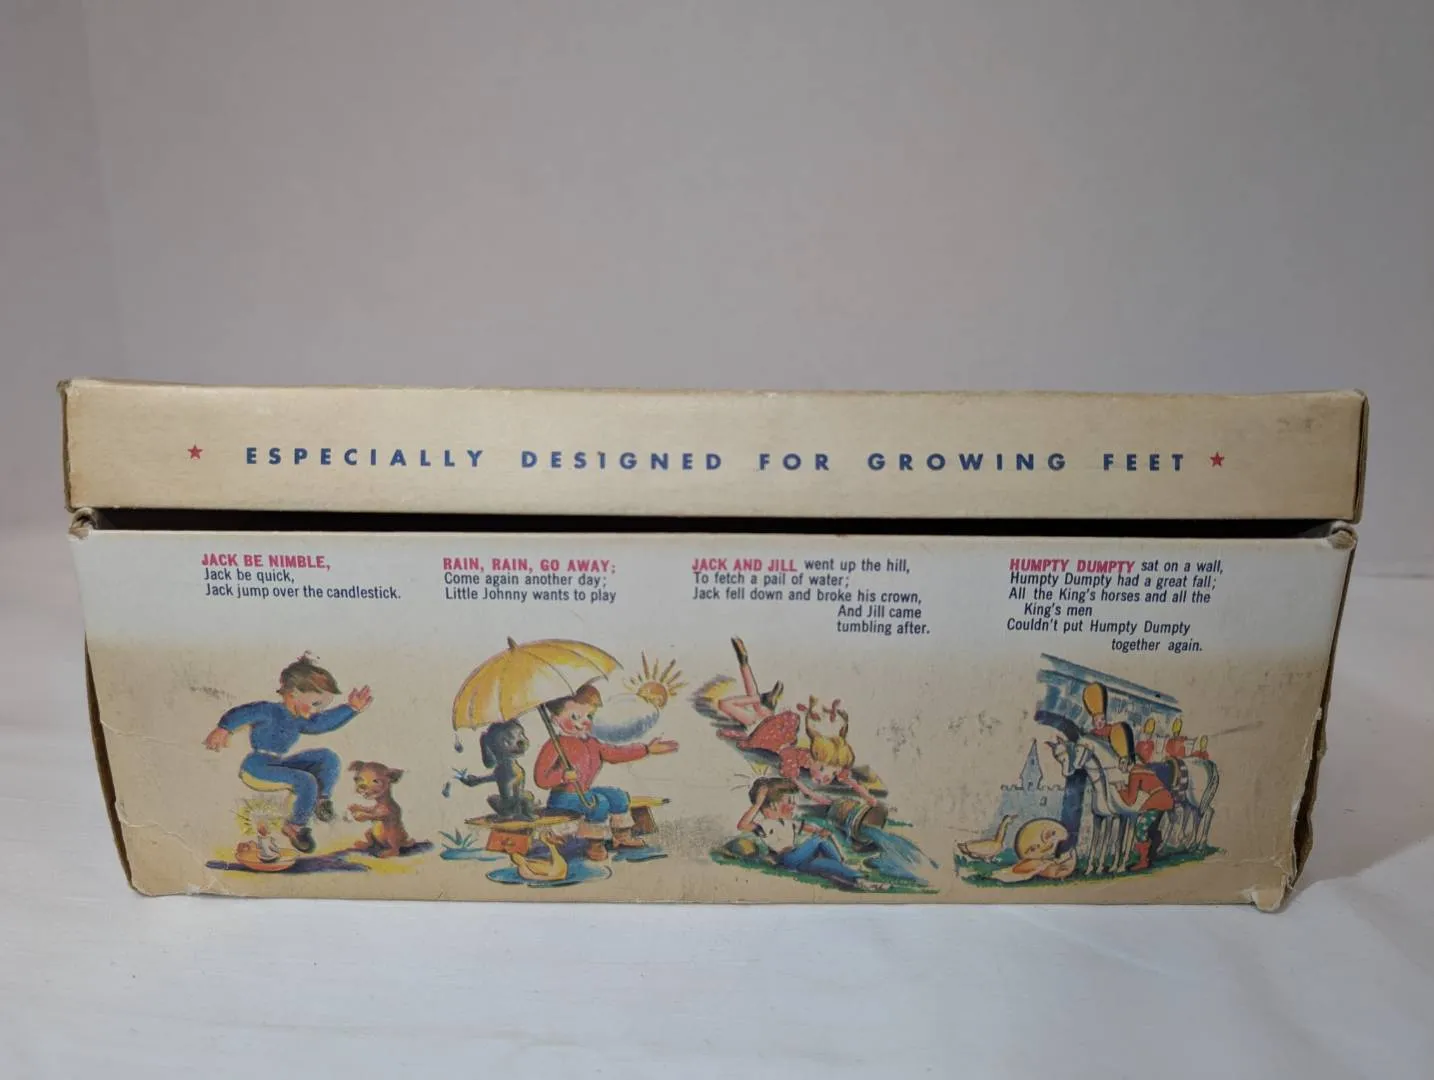 ★ ESPECIALLY DESIGNED FOR GROWING FEET ★
JACK BE NIMBLE,
Jack be quick,
Jack jump over the candlestick.
RAIN, RAIN, GO AWAY;
Come again another day;
Little Johnny wants to play
JACK AND JILL went up the hill,
To fetch a pail of water;
Jack fell down and broke his crown,
And Jill came
tumbling after.
HUMPTY DUMPTY sat on a wall,
Humpty Dumpty had a great fall;
All the King's horses and all the
King's men
Couldn't put Humpty Dumpty
together again.